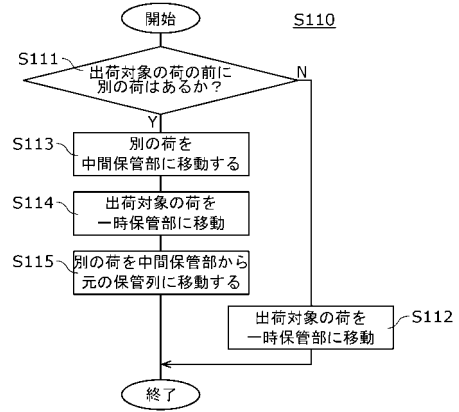 開始
S110
S111
出荷対象の荷の前に
別の荷はあるか？
N
Y
S113
別の荷を
中間保管部に移動する
S114
出荷対象の荷を
一時保管部に移動
S115
別の荷を中間保管部から
元の保管列に移動する
出荷対象の荷を
一時保管部に移動
S112
終了